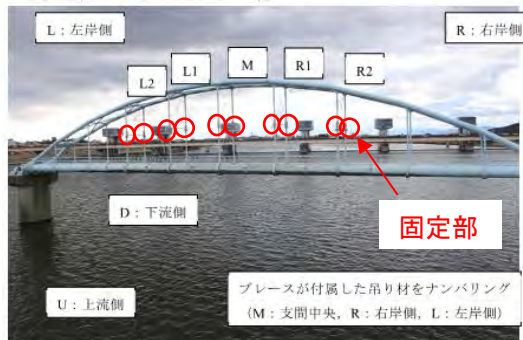 L：左岸側
R：右岸側
L2
L1
M
R1
R2
D：下流側
固定部
U：上流側
ブレースが付属した吊り材をナンバリング
（M：支間中央，R：右岸側，L：左岸側）